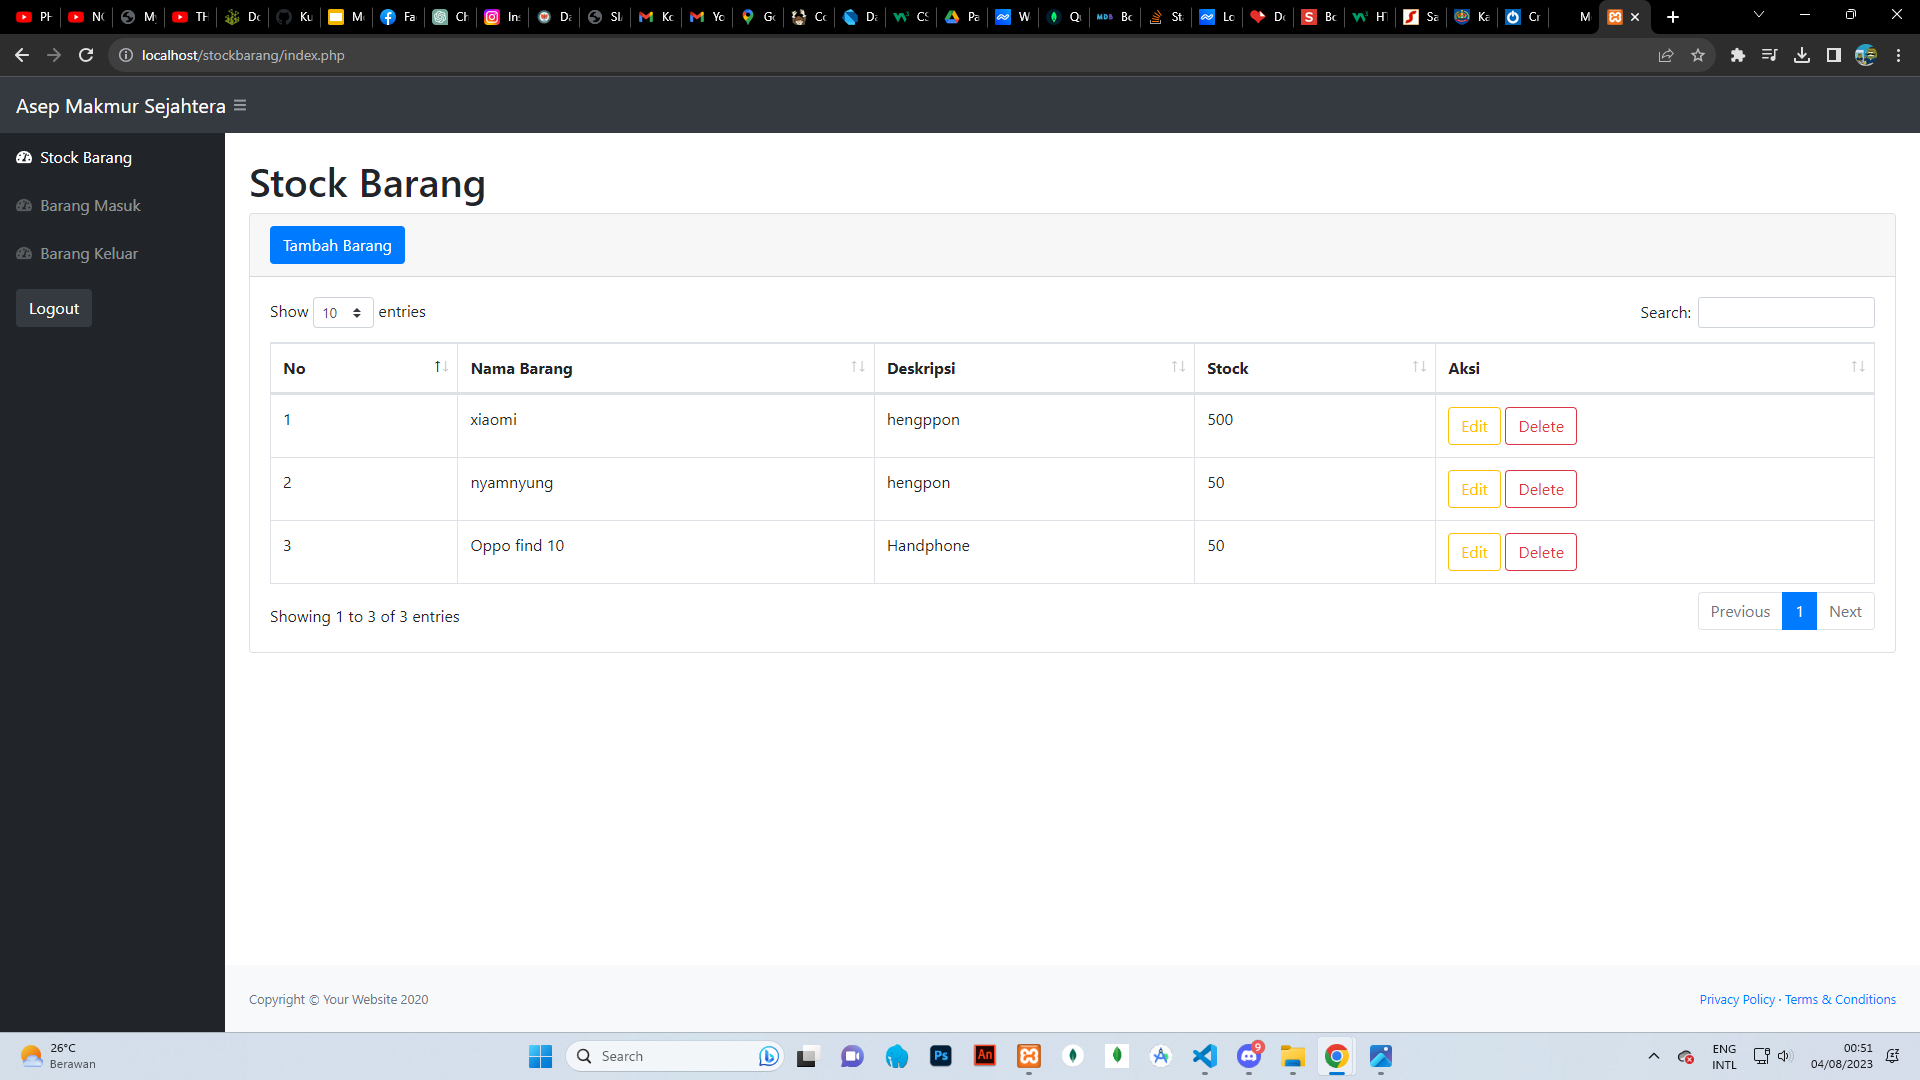 localhost/stockbarang/index.php
Asep Makmur Sejahtera
Stock Barang
Barang Masuk
Barang Keluar
Logout
Stock Barang
Tambah Barang
Show 10 entries
Search:
No Nama Barang Deskripsi Stock Aksi
1 xiaomi hengppon 500 Edit Delete
2 nyamnyung hengpon 50 Edit Delete
3 Oppo find 10 Handphone 50 Edit Delete
Showing 1 to 3 of 3 entries
Previous 1 Next
Copyright © Your Website 2020
Privacy Policy · Terms & Conditions
26°C
Berawan
Search
Ps
An
9
ENG
INTL
00:51
04/08/2023